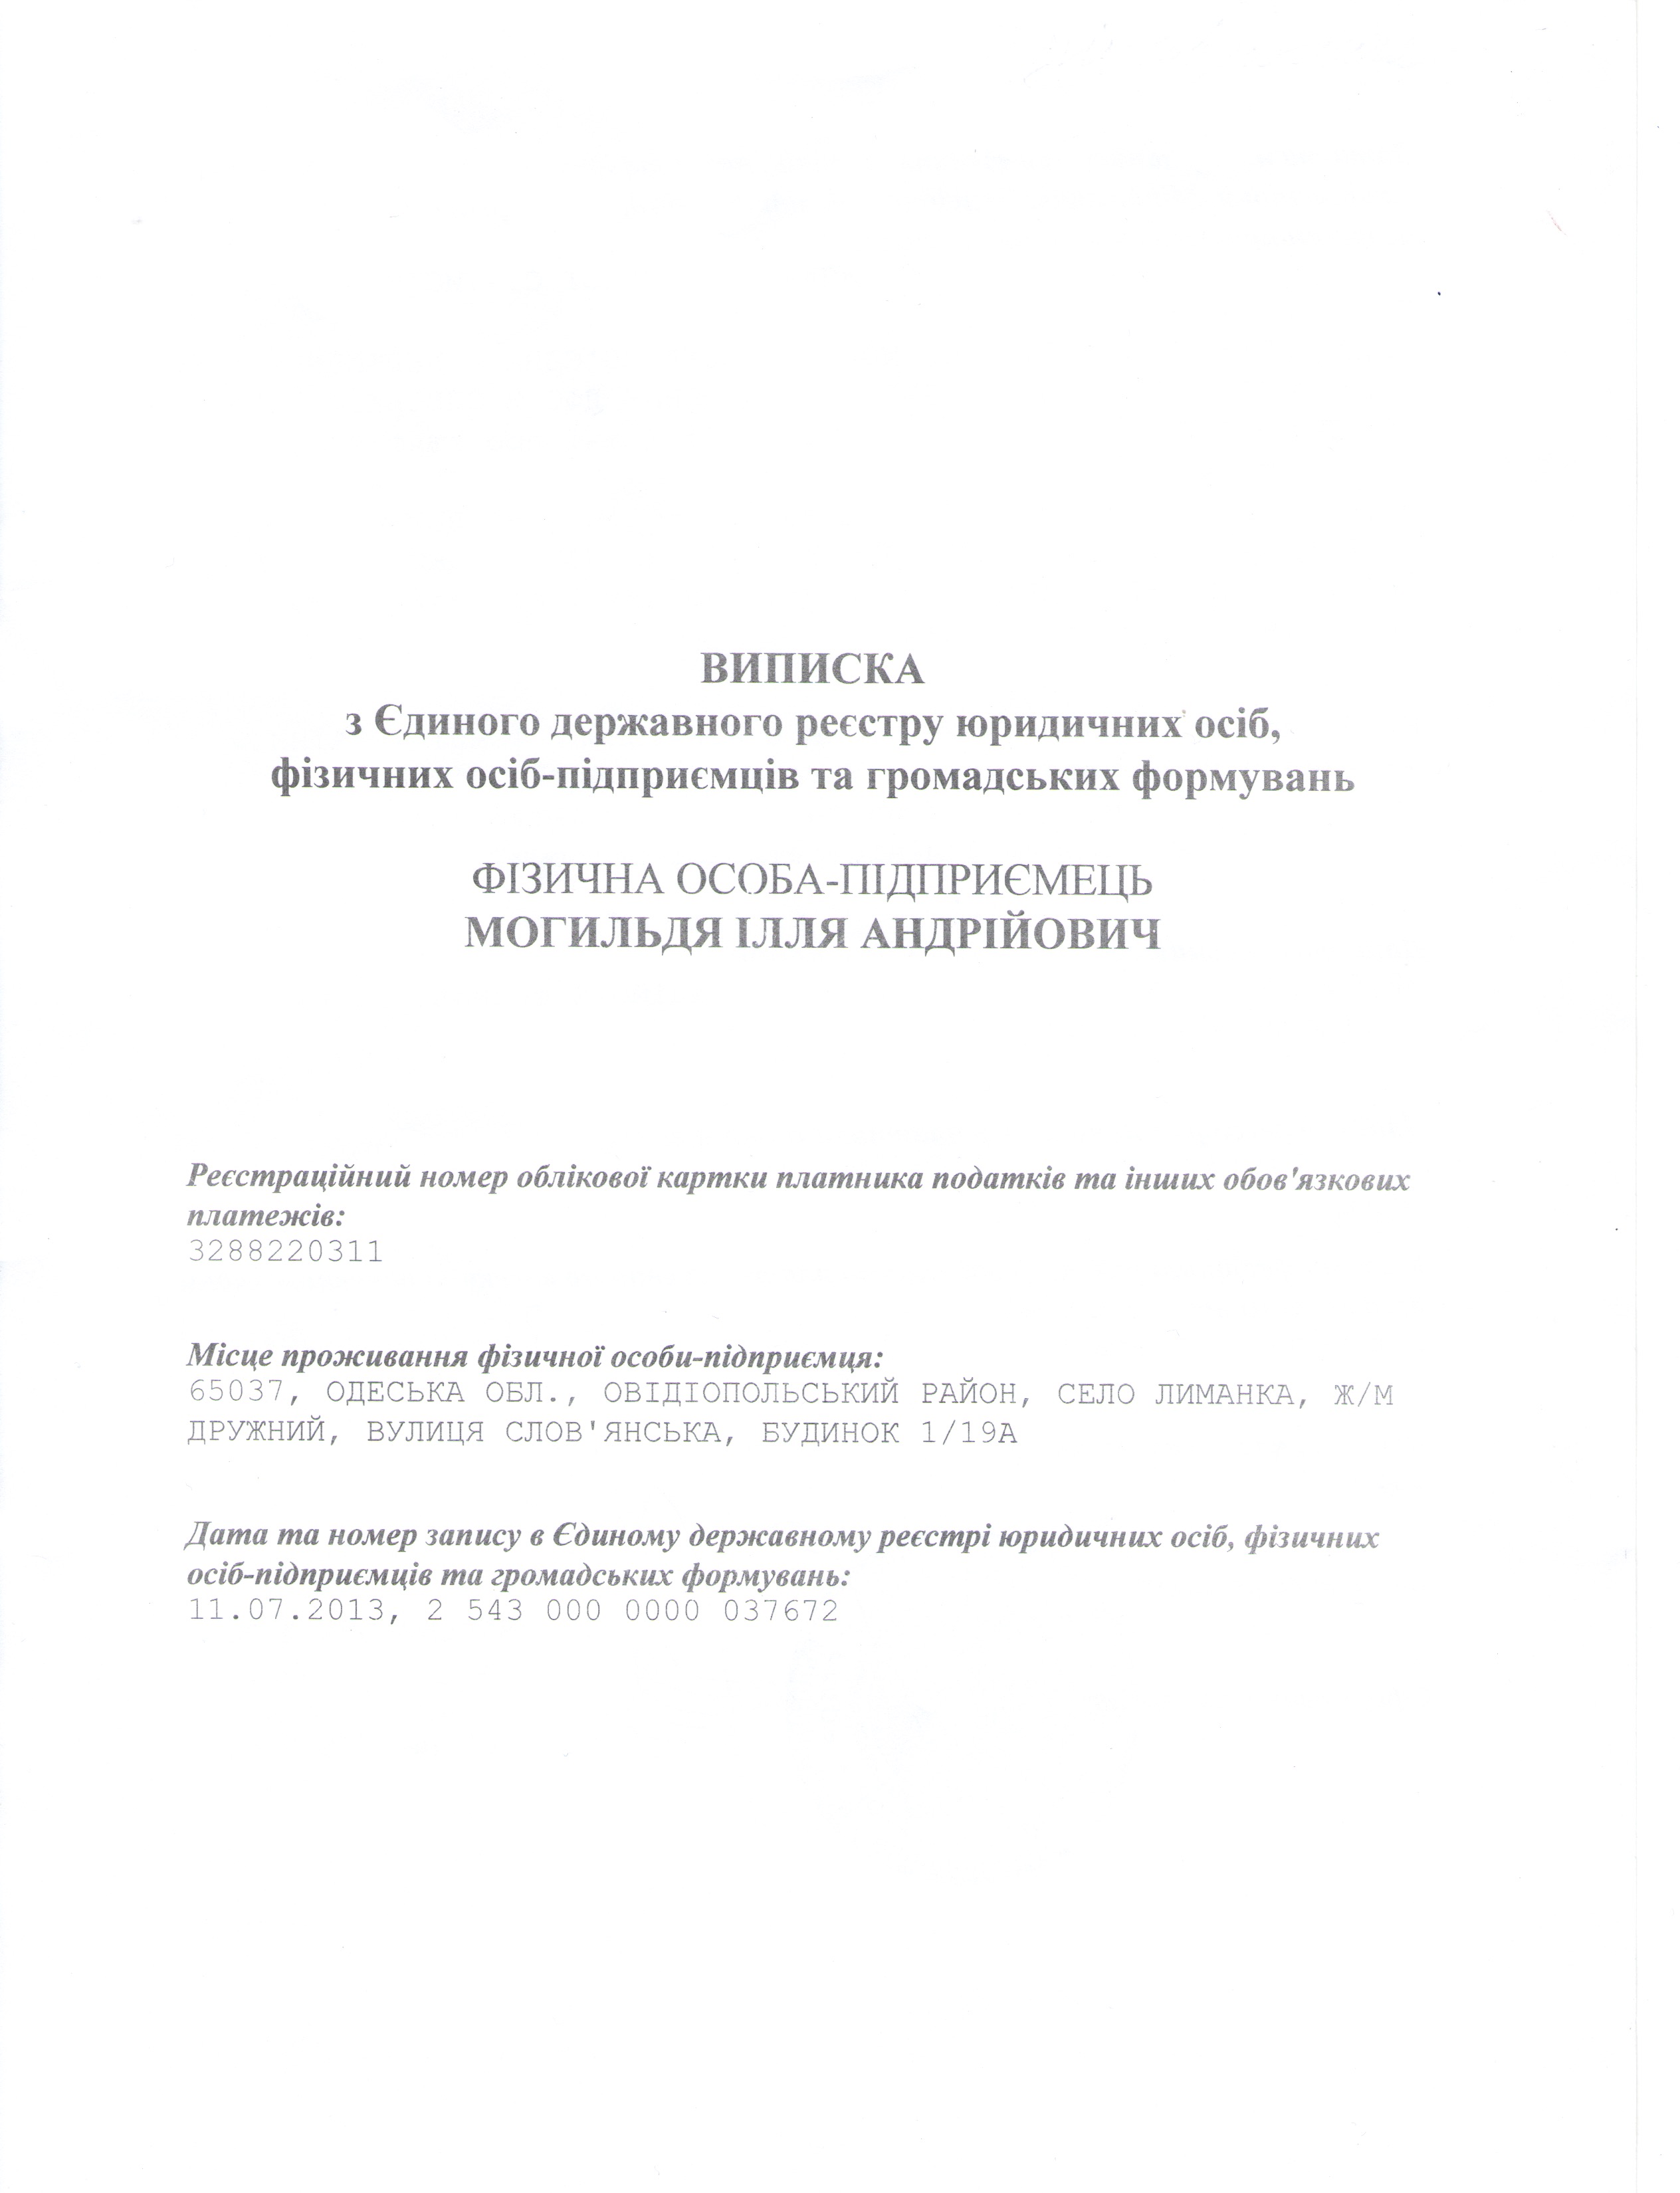 ВИПИСКА
з Єдиного державного реєстру юридичних осіб,
фізичних осіб-підприємців та громадських формувань
ФІЗИЧНА ОСОБА-ПІДПРИЄМЕЦЬ
МОГИЛЬДЯ ІЛЛЯ АНДРІЙОВИЧ
Реєстраційний номер облікової картки платника податків та інших обов'язкових
платежів:
3288220311
Місце проживання фізичної особи-підприємця:
65037, ОДЕСЬКА ОБЛ., ОВІДІОПОЛЬСЬКИЙ РАЙОН, СЕЛО ЛИМАНКА, Ж/М
ДРУЖНИЙ, ВУЛИЦЯ СЛОВ'ЯНСЬКА, БУДИНОК 1/19А
Дата та номер запису в Єдиному державному реєстрі юридичних осіб, фізичних
осіб-підприємців та громадських формувань:
11.07.2013, 2 543 000 0000 037672